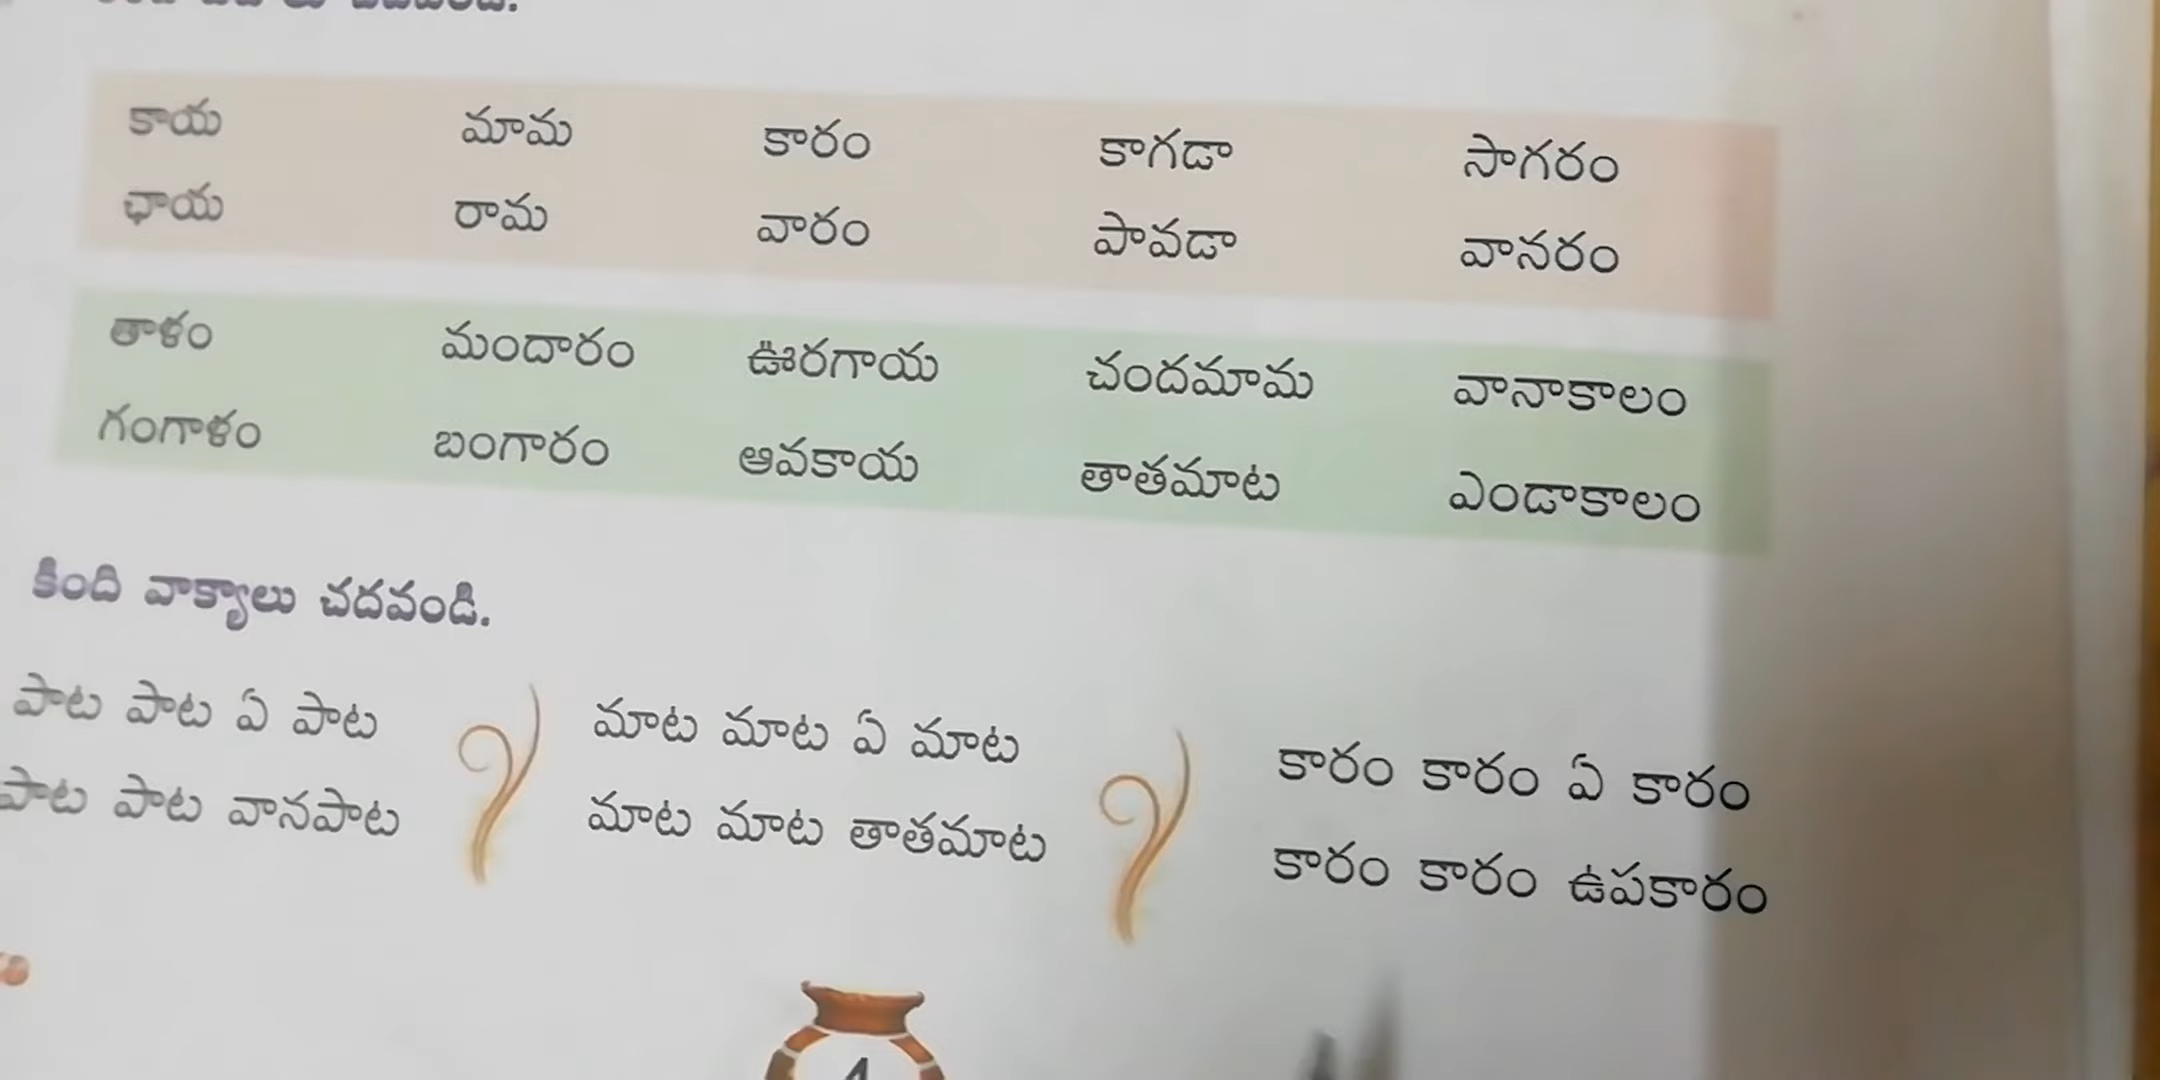 కాయ మామ కారం కాగడా సాగరం
ఛాయ రామ వారం పావడా వానరం
తాళం మందారం ఊరగాయ చందమామ వానాకాలం
గంగాళం బంగారం ఆవకాయ తాతమాట ఎండాకాలం
కింది వాక్యాలు చదవండి.
పాట పాట ఏ పాట మాట మాట ఏ మాట కారం కారం ఏ కారం
పాట పాట వానపాట మాట మాట తాతమాట కారం కారం ఉపకారం